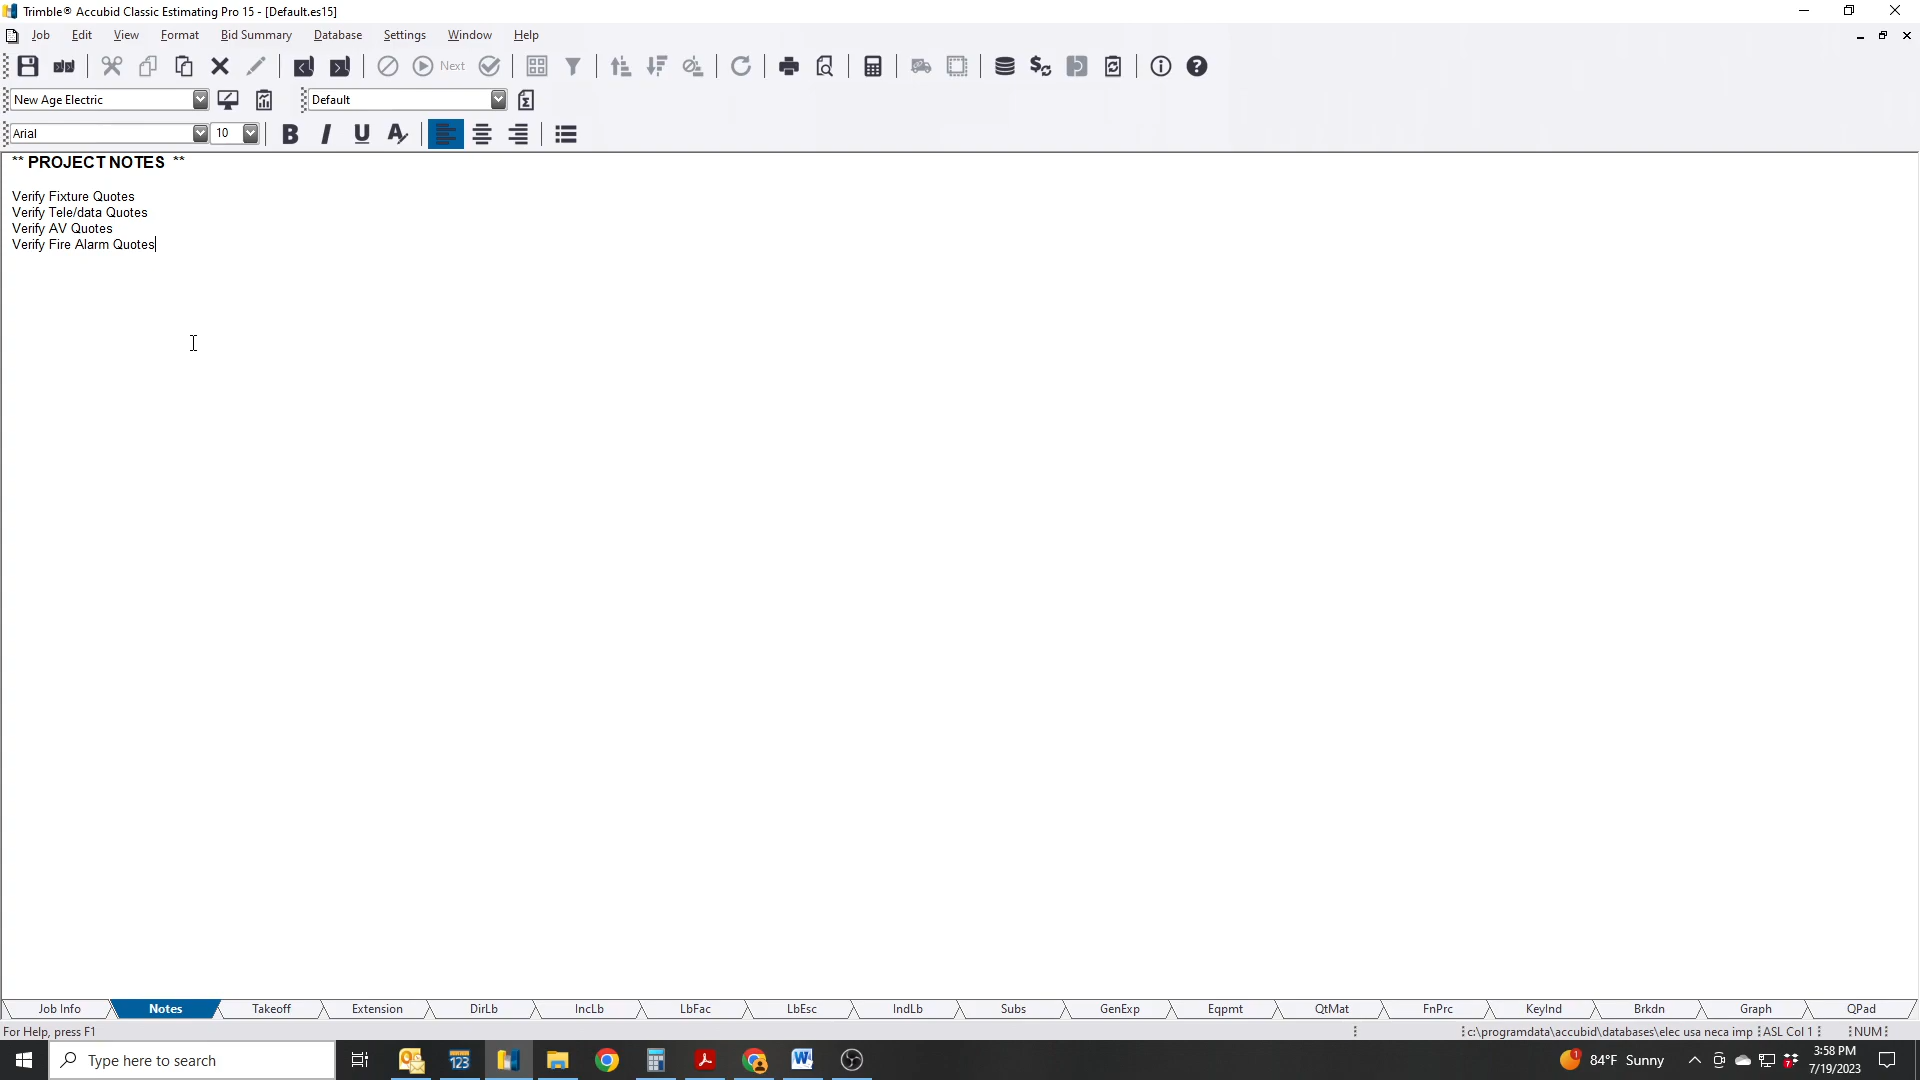 Trimble® Accubid Classic Estimating Pro 15 - [Default.es15]
Job Edit View Format Bid Summary Database Settings Window Help
Next
New Age Electric Default
Arial 10 B I U A
** PROJECT NOTES **
Verify Fixture Quotes
Verify Tele/data Quotes
Verify AV Quotes
Verify Fire Alarm Quotes
Job Info Notes Takeoff Extension DirLb IncLb LbFac LbEsc IndLb Subs GenExp Eqpmt QtMat FnPrc KeyInd Brkdn Graph QPad
For Help, press F1 c:\programdata\accubid\databases\elec usa neca imp ASL Col 1 NUM
Type here to search 123 W 1 84°F Sunny 7 3:58 PM
7/19/2023